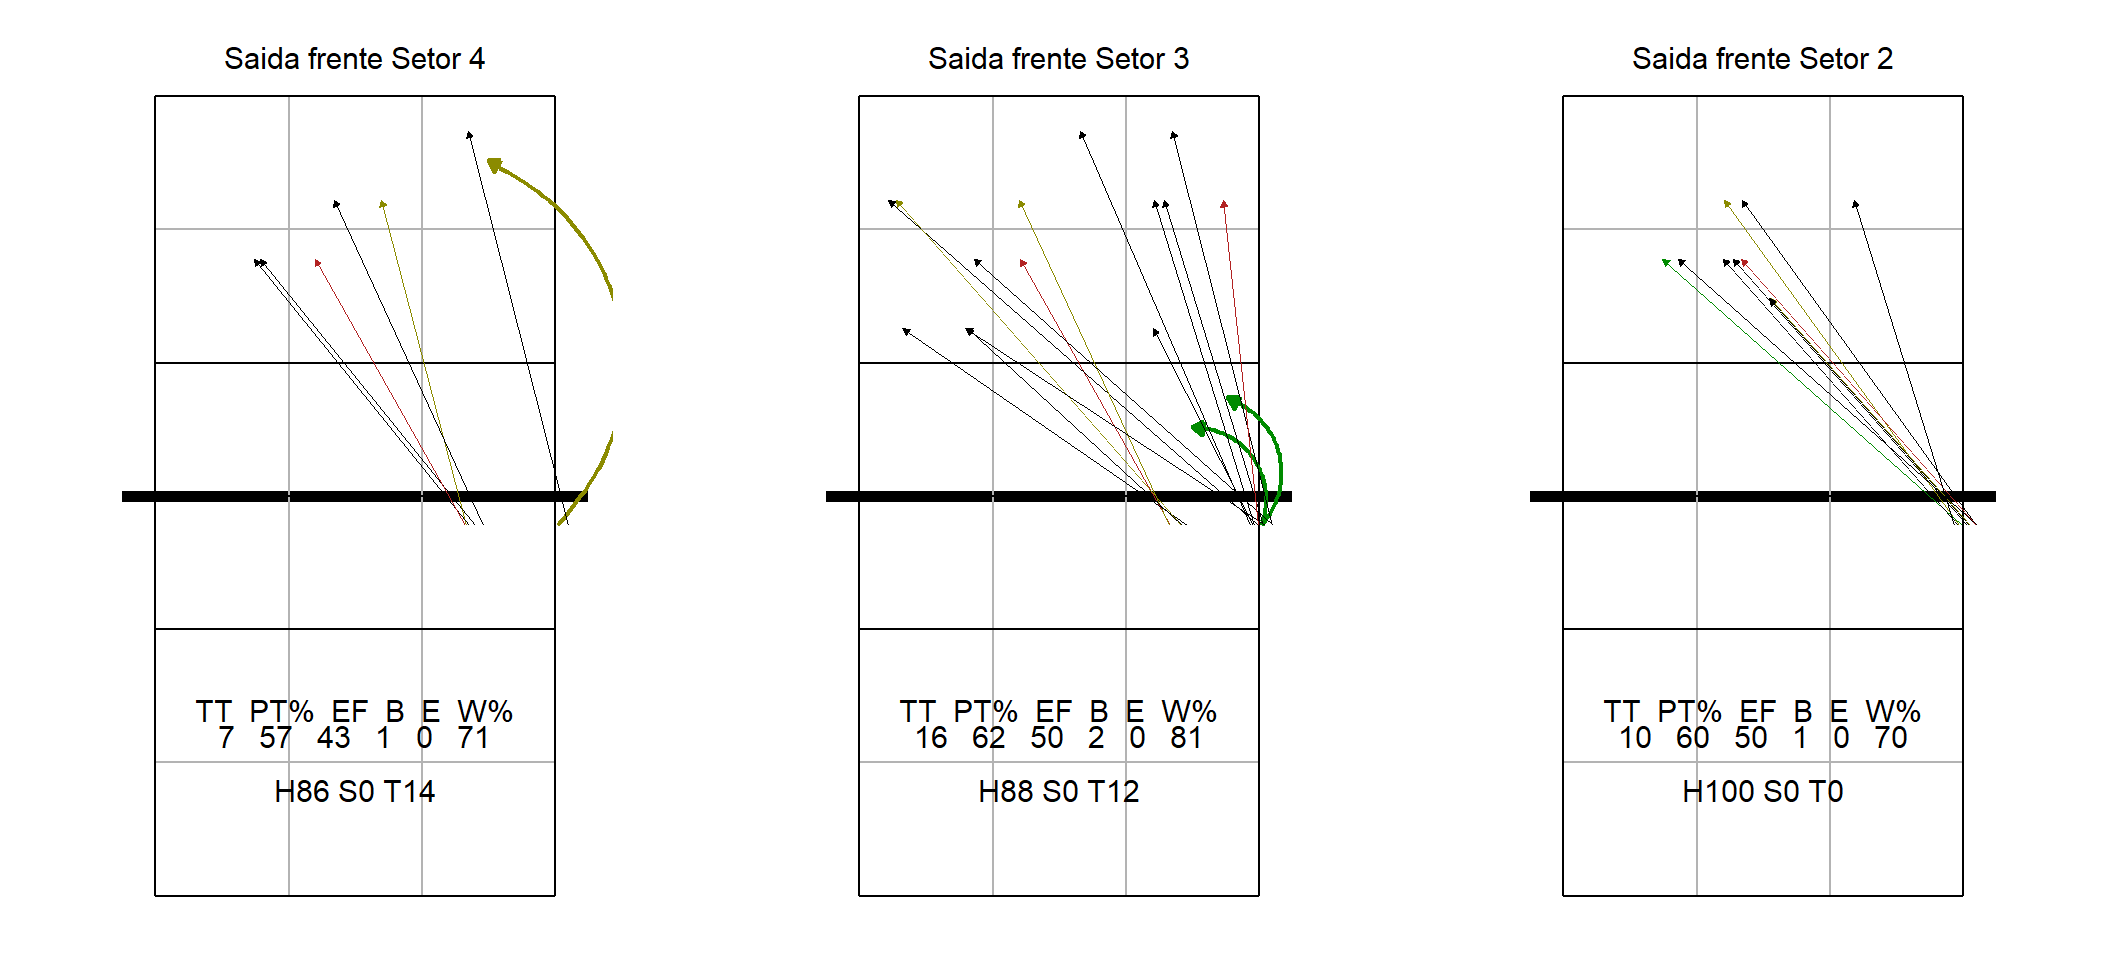 Saida frente Setor 4
TT PT% EF B E W%
7 57 43 1 0 71
H86 S0 T14
Saida frente Setor 3
TT PT% EF B E W%
16 62 50 2 0 81
H88 S0 T12
Saida frente Setor 2
TT PT% EF B E W%
10 60 50 1 0 70
H100 S0 T0